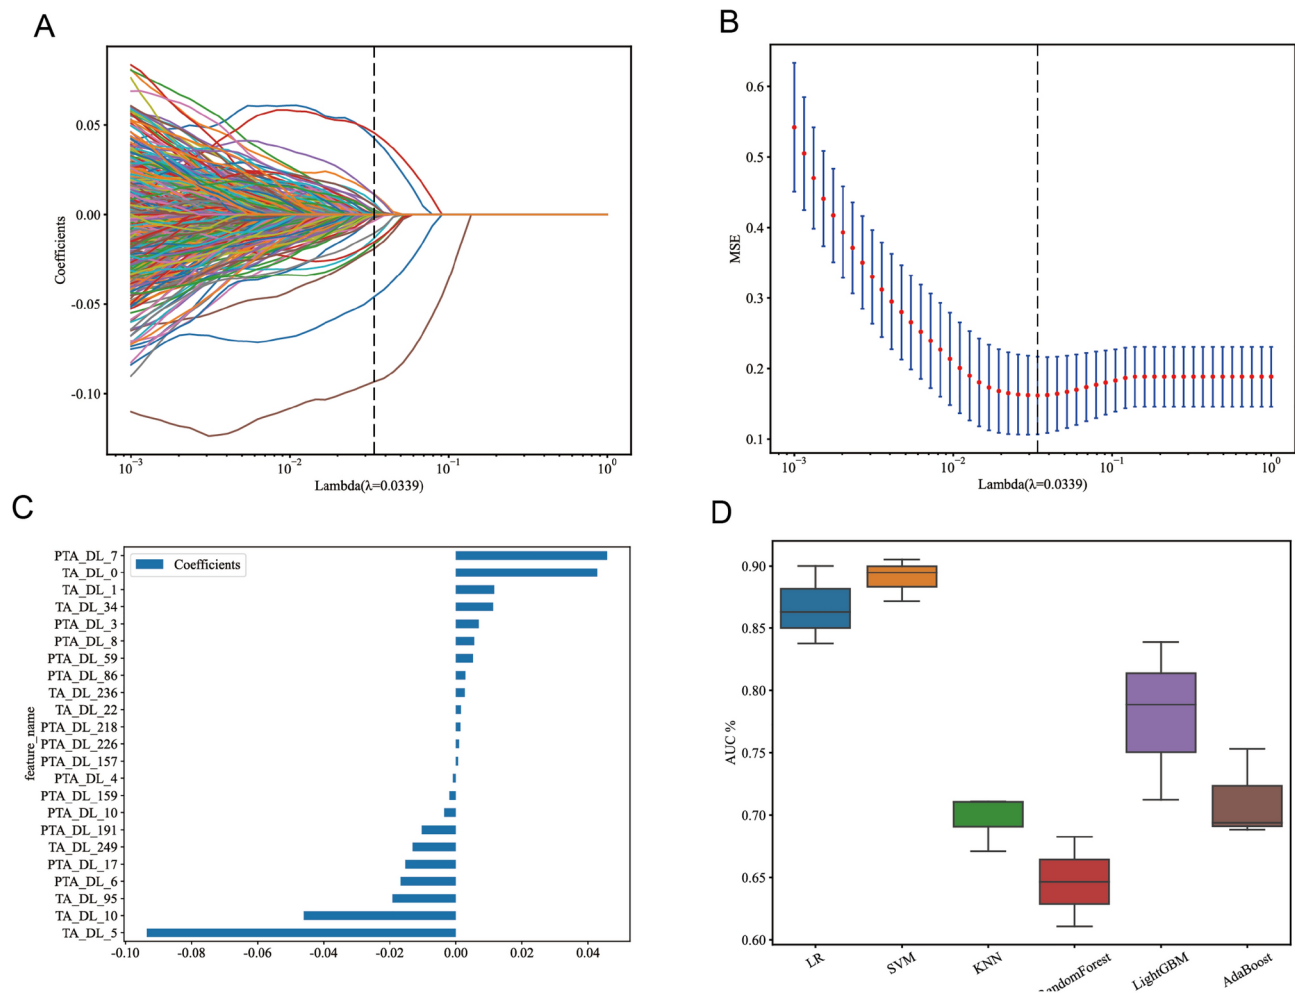 A
0.05
0.00
-0.05
-0.10
Coefficients
10⁻³
10⁻²
10⁻¹
10⁰
Lambda(λ=0.0339)
B
0.6
0.5
0.4
0.3
0.2
0.1
MSE
10⁻³
10⁻²
10⁻¹
10⁰
Lambda(λ=0.0339)
C
Coefficients
feature_name
PTA_DL_7
TA_DL_0
TA_DL_1
TA_DL_34
PTA_DL_3
PTA_DL_8
PTA_DL_59
PTA_DL_86
TA_DL_236
TA_DL_22
PTA_DL_218
PTA_DL_226
PTA_DL_157
PTA_DL_4
PTA_DL_159
PTA_DL_10
PTA_DL_191
TA_DL_249
PTA_DL_17
PTA_DL_6
TA_DL_95
TA_DL_10
TA_DL_5
-0.10
-0.08
-0.06
-0.04
-0.02
0.00
0.02
0.04
D
0.90
0.85
0.80
0.75
0.70
0.65
0.60
AUC %
LR
SVM
KNN
RandomForest
LightGBM
AdaBoost